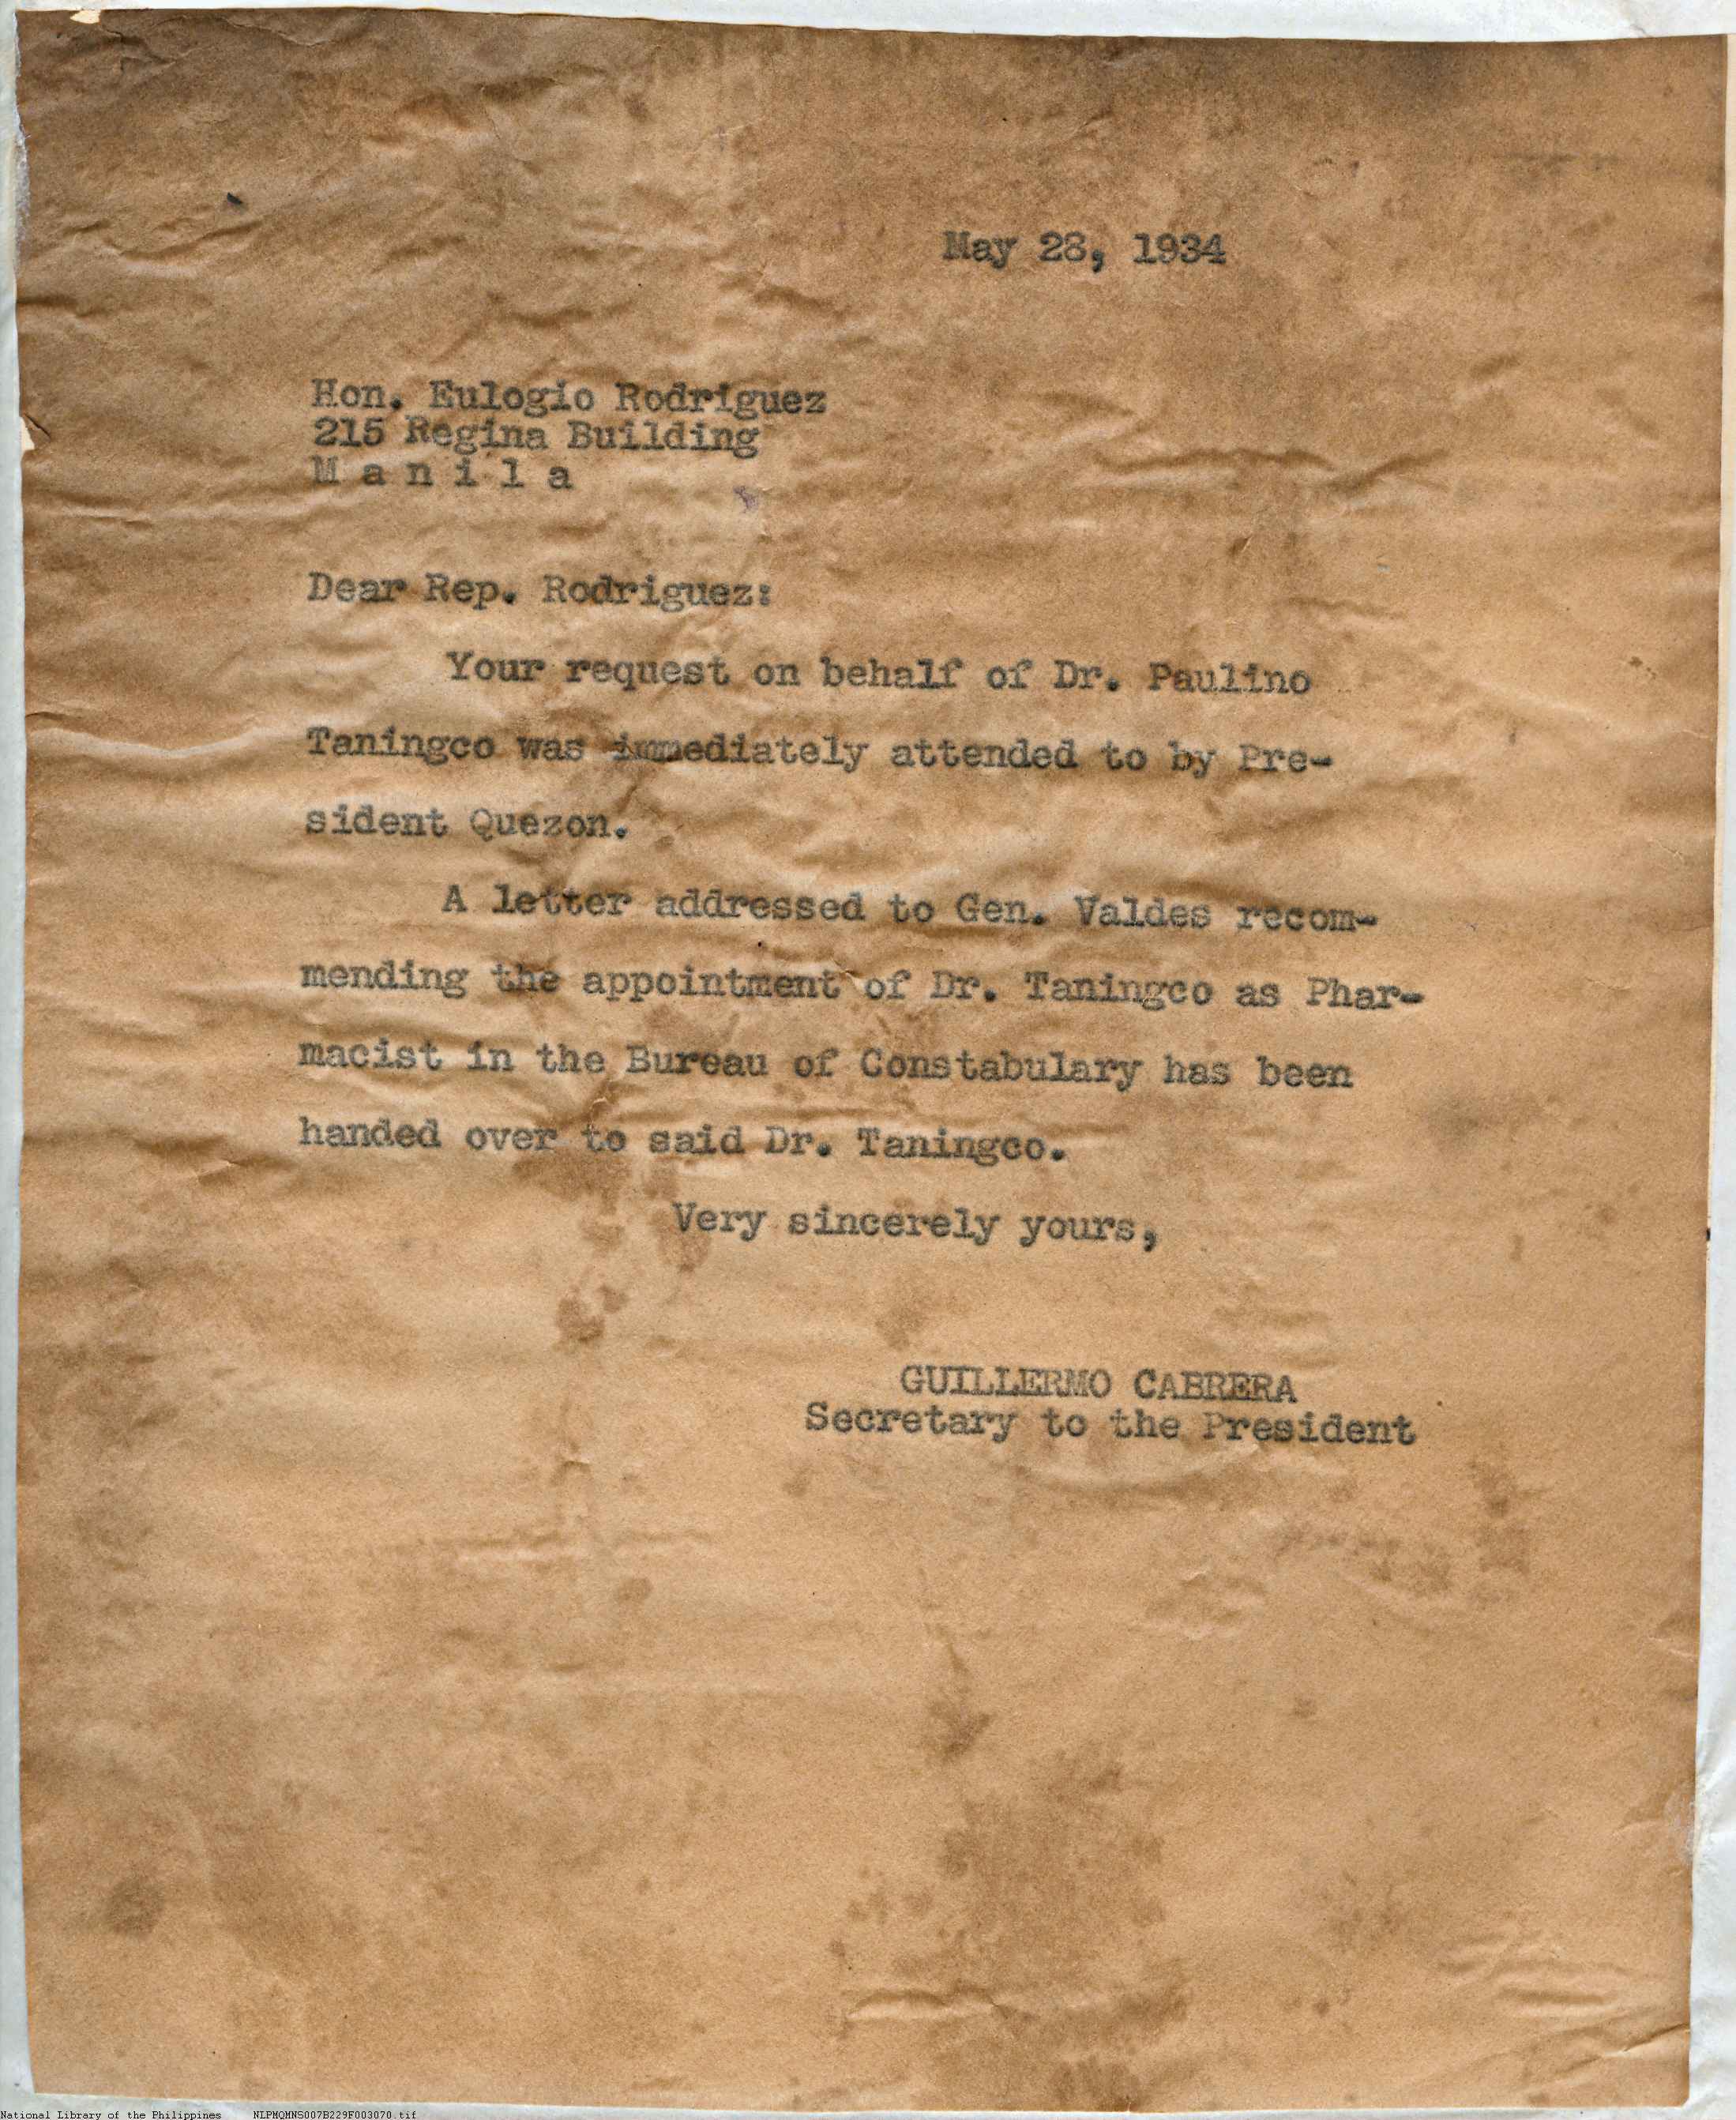 May 28, 1934
Hon. Eulogio Rodriguez
215 Regina Building
M a n i l a
Dear Rep. Rodriguez:
Your request on behalf of Dr. Paulino
Taningco was immediately attended to by Pre-
sident Quezon.
A letter addressed to Gen. Valdes recom-
mending the appointment of Dr. Taningco as Phar-
macist in the Bureau of Constabulary has been
handed over to said Dr. Taningco.
Very sincerely yours,
GUILLERMO CABRERA
Secretary to the President
National Library of the Philippines NLPMQMNS007B229F003070.tif